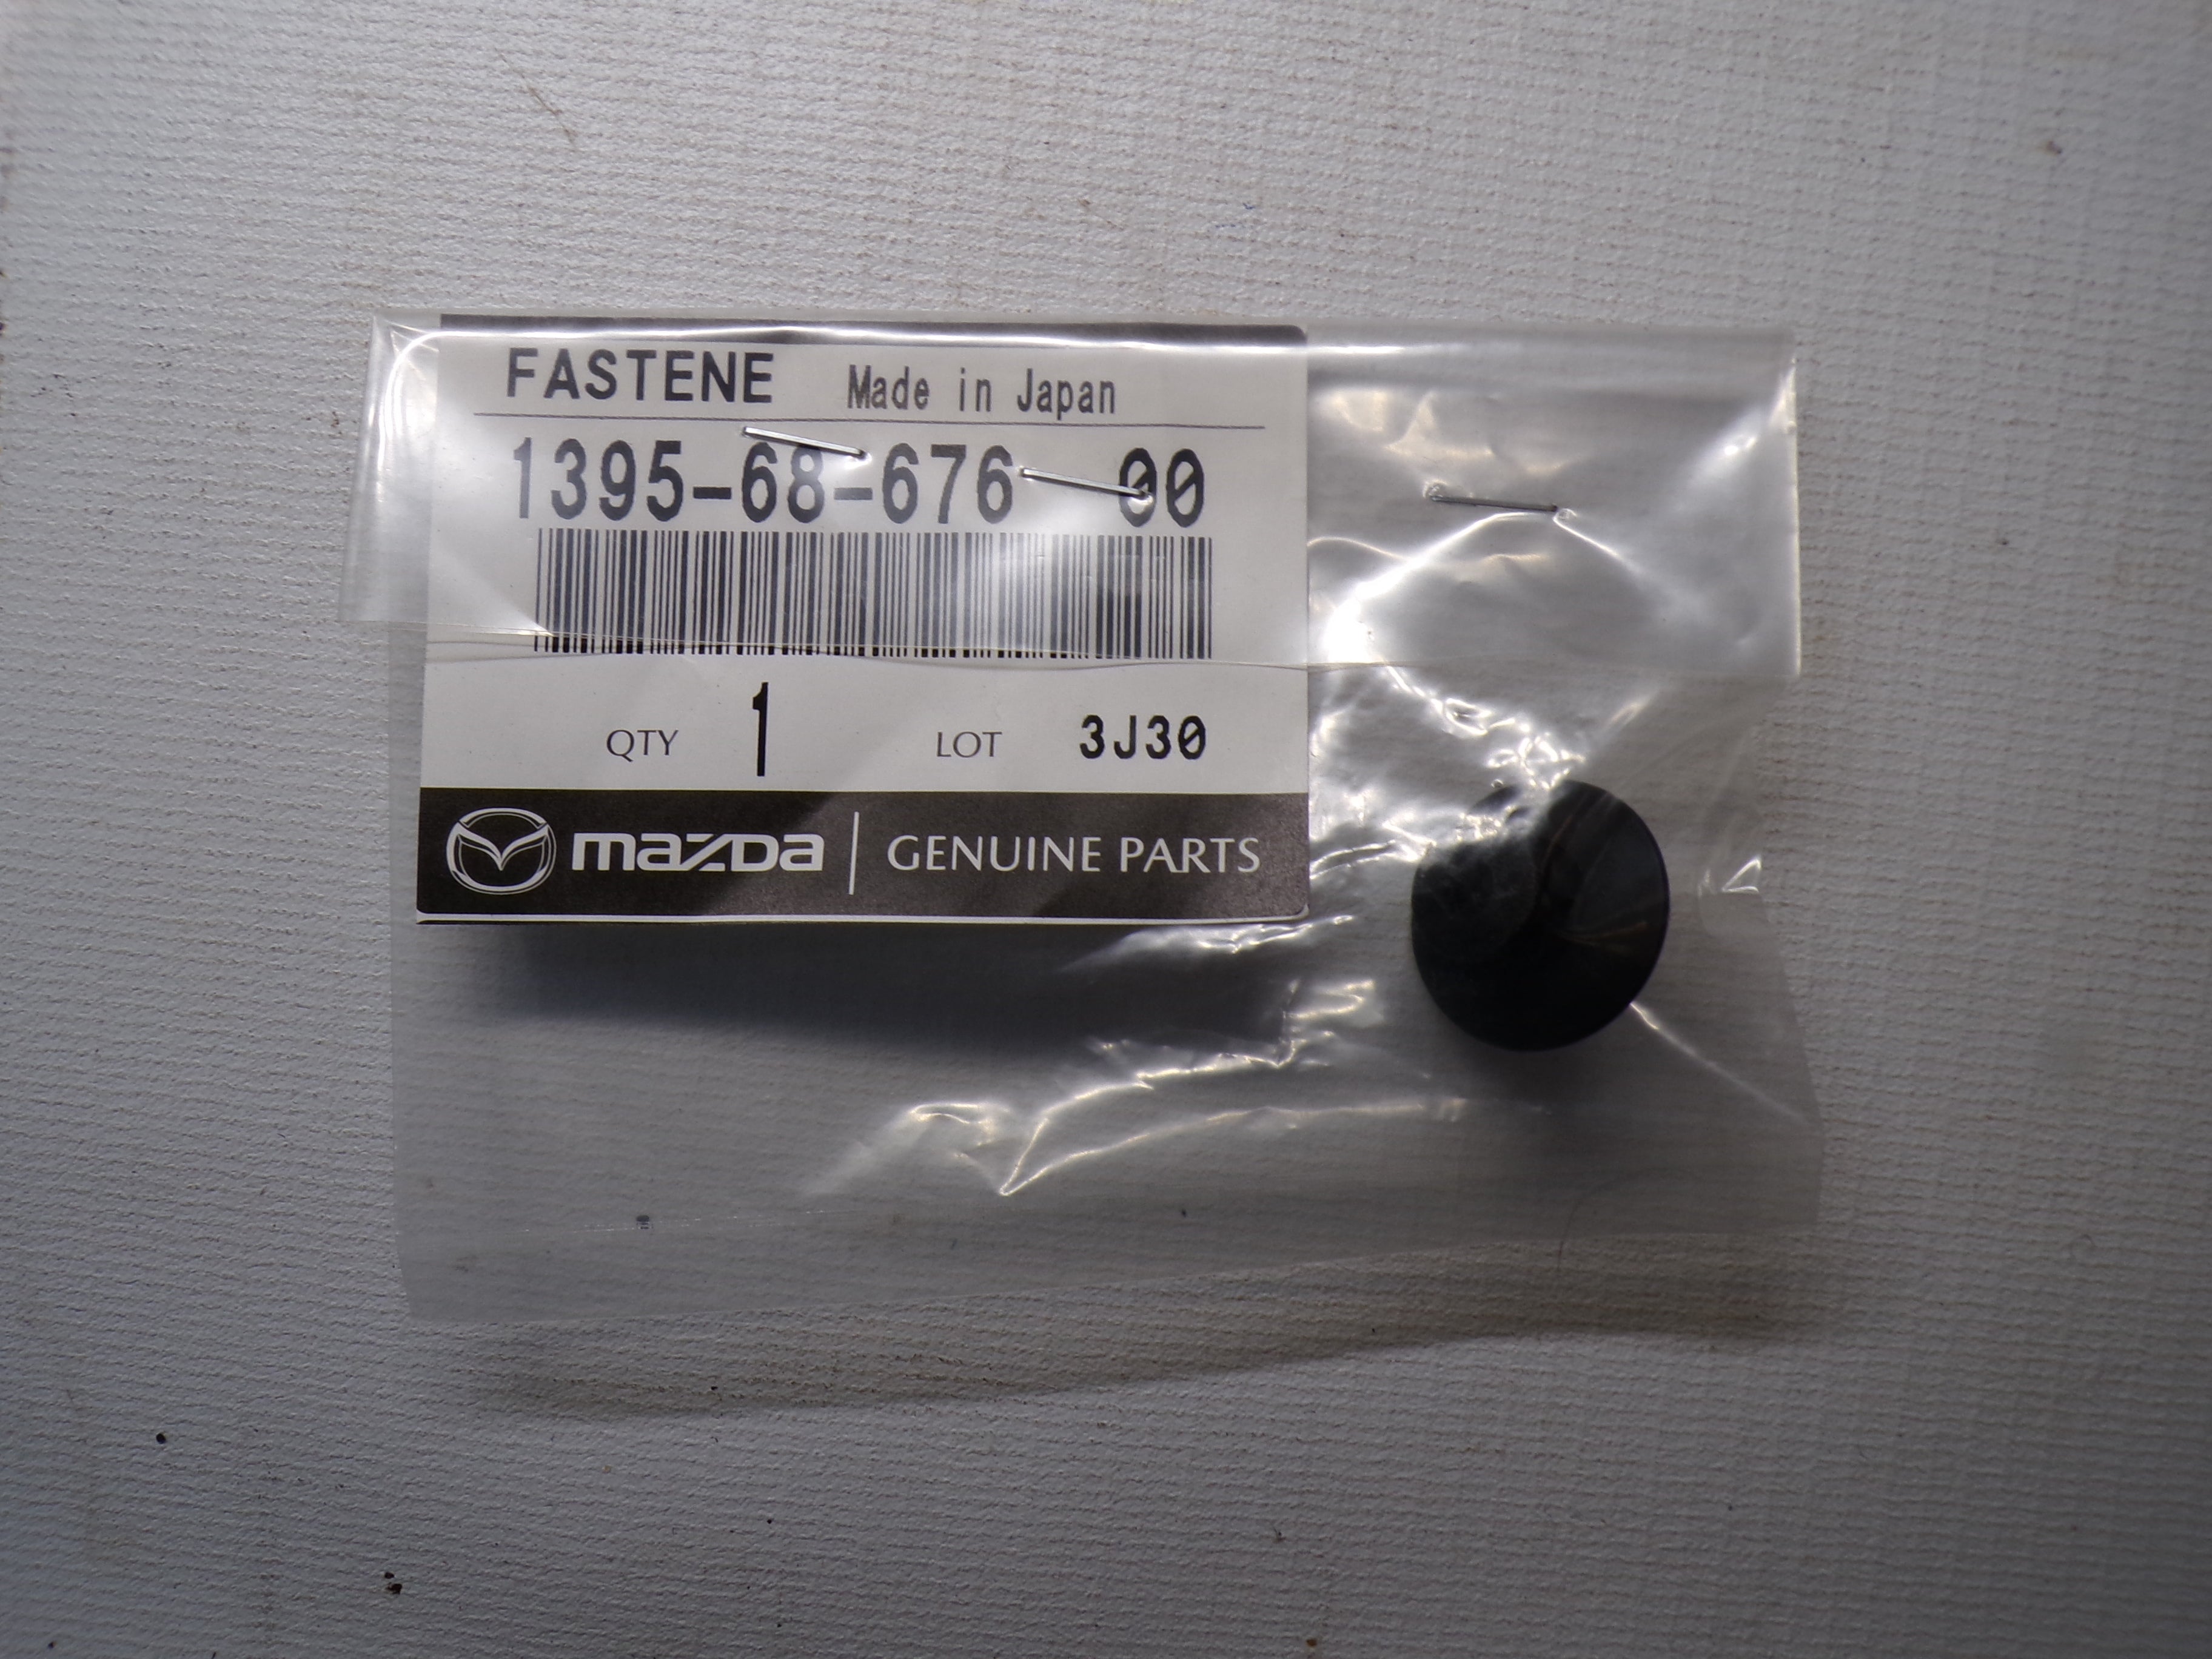 FASTENE Made in Japan
1395-68-676 00
QTY 1 LOT 3J30
mazda | GENUINE PARTS